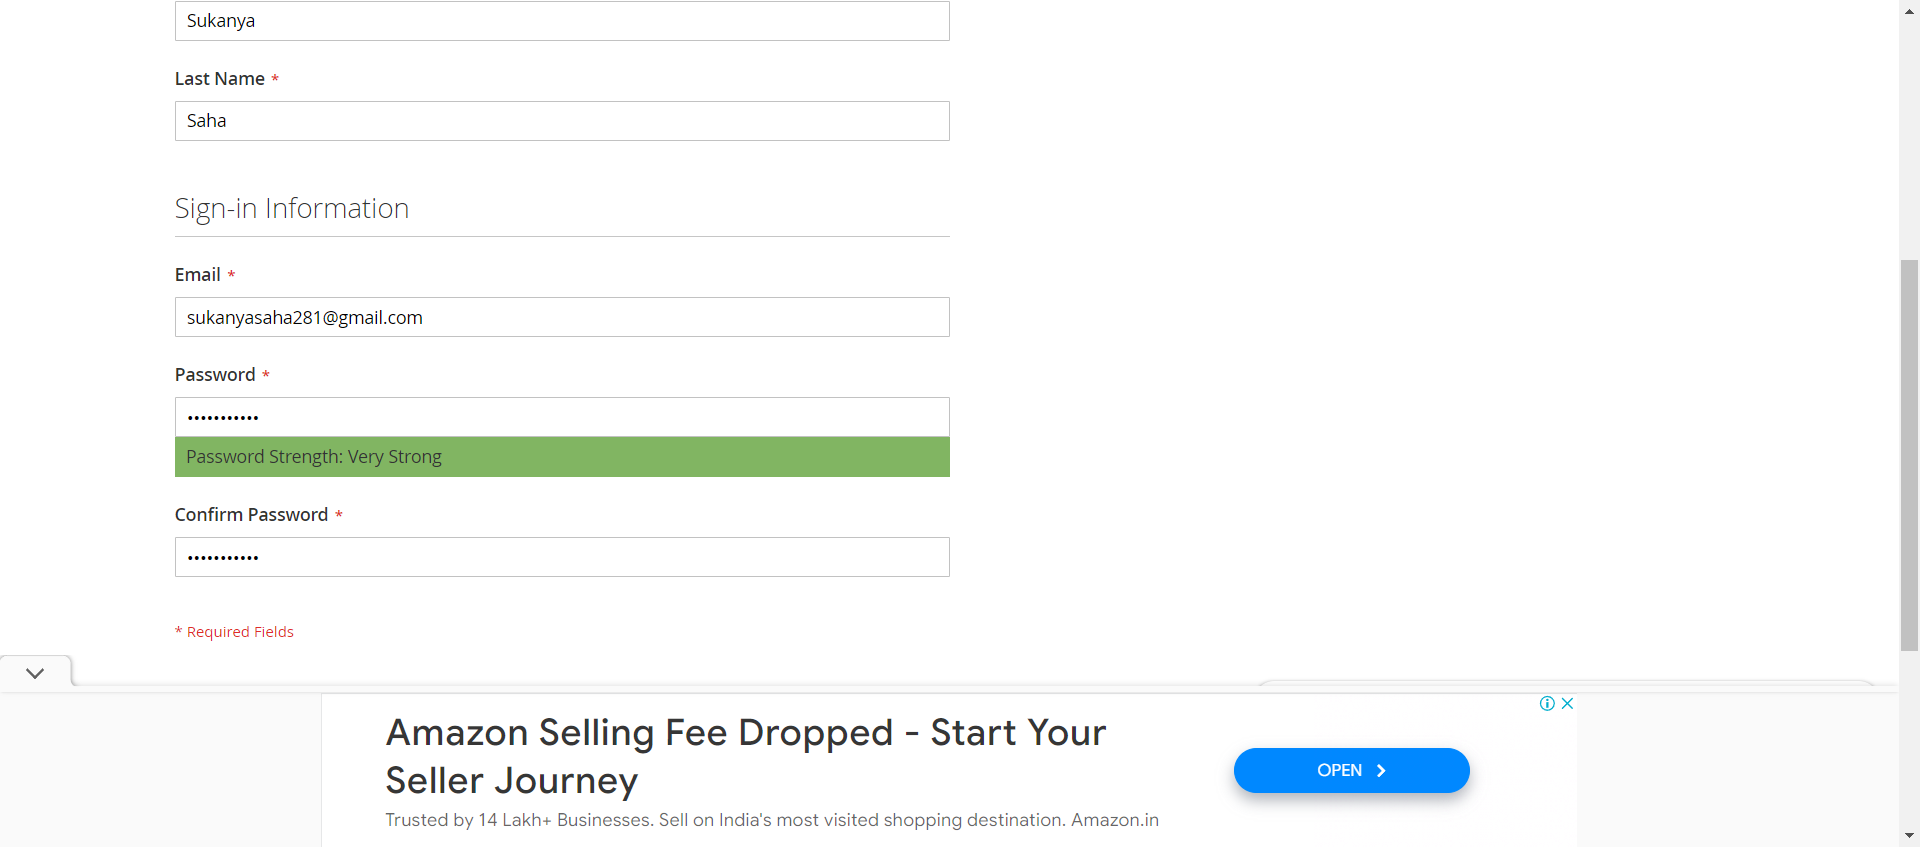 Sukanya
Last Name *
Saha
Sign-in Information
Email *
sukanyasaha281@gmail.com
Password *
•••••••••••
Password Strength: Very Strong
Confirm Password *
•••••••••••
* Required Fields
Amazon Selling Fee Dropped - Start Your
Seller Journey
OPEN
Trusted by 14 Lakh+ Businesses. Sell on India's most visited shopping destination. Amazon.in